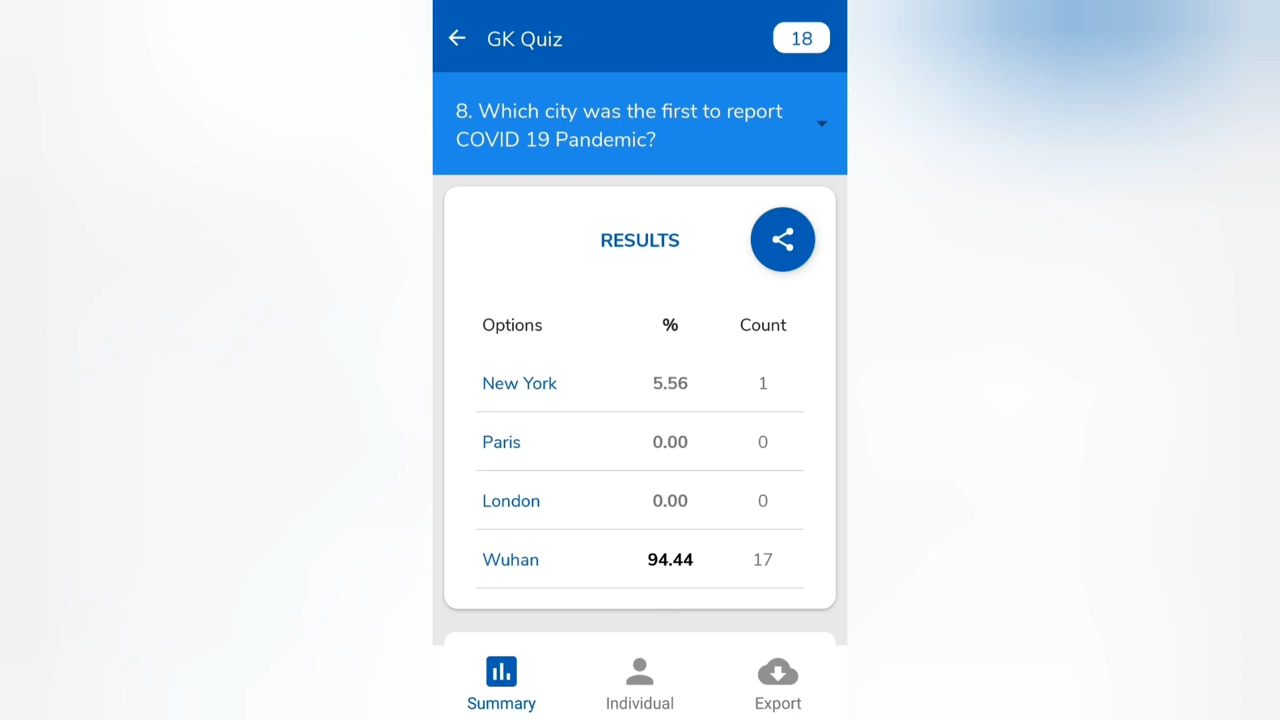 GK Quiz 18
8. Which city was the first to report
COVID 19 Pandemic?
RESULTS
Options % Count
New York 5.56 1
Paris 0.00 0
London 0.00 0
Wuhan 94.44 17
Summary Individual Export